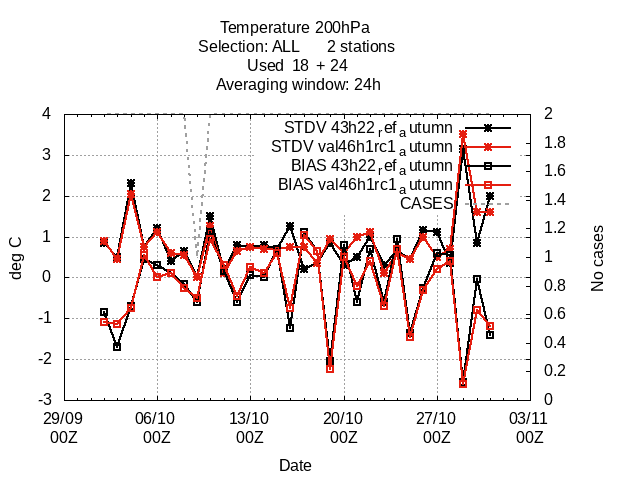 Temperature 200hPa
Selection: ALL 2 stations
Used 18 + 24
Averaging window: 24h
STDV 43h22_ref_autumn
STDV val46h1rc1_autumn
BIAS 43h22_ref_autumn
BIAS val46h1rc1_autumn
CASES
4
3
2
1
0
-1
-2
-3
deg C
2
1.8
1.6
1.4
1.2
1
0.8
0.6
0.4
0.2
0
No cases
29/09 06/10 13/10 20/10 27/10 03/11
00Z 00Z 00Z 00Z 00Z 00Z
Date